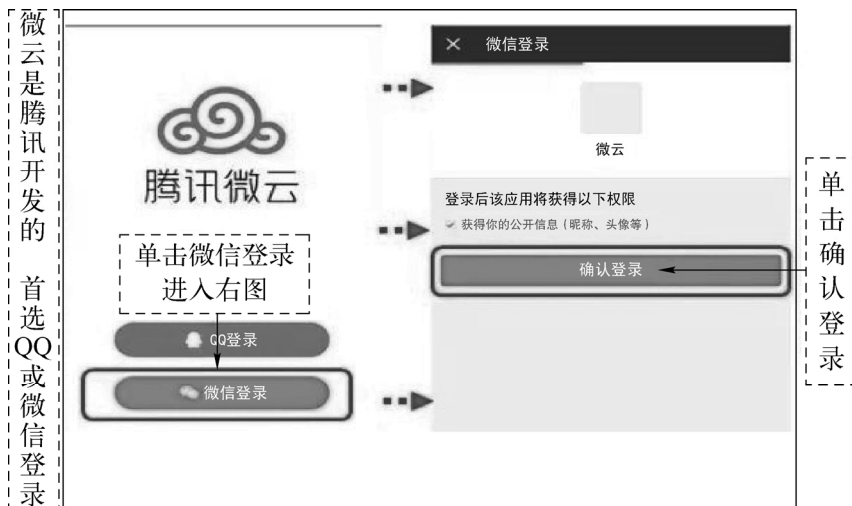 微云是腾讯开发的 首选QQ或微信登录
腾讯微云
单击微信登录
进入右图
QQ登录
微信登录
微信登录
微云
登录后该应用将获得以下权限
获得你的公开信息（昵称、头像等）
确认登录
单击确认登录